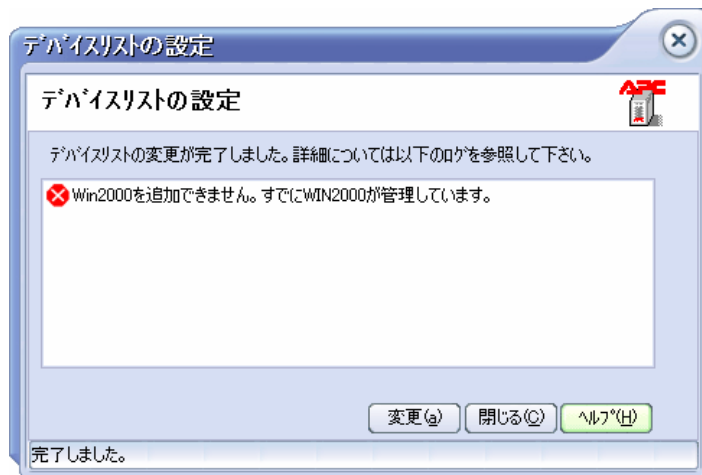 デバイスリストの設定
デバイスリストの設定
APC
デバイスリストの変更が完了しました。詳細については以下のログを参照して下さい。
Win2000を追加できません。すでにWIN2000が管理しています。
変更(a) 閉じる(C) ヘルプ(H)
完了しました。